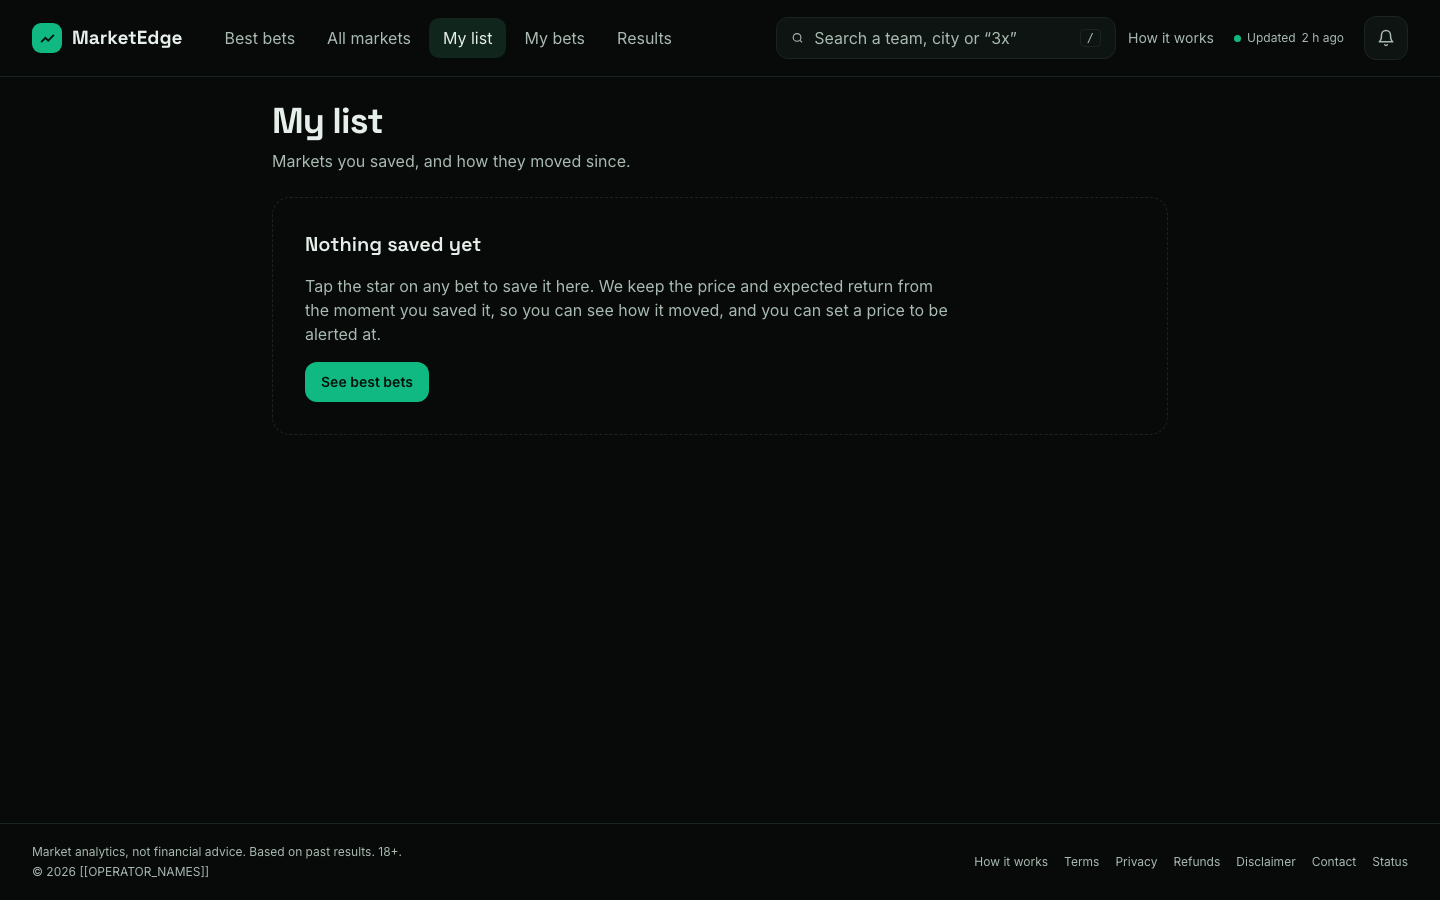 MarketEdge
Best bets
All markets
My list
My bets
Results
Search a team, city or “3x”
/
How it works
Updated 2 h ago
My list
Markets you saved, and how they moved since.
Nothing saved yet
Tap the star on any bet to save it here. We keep the price and expected return from
the moment you saved it, so you can see how it moved, and you can set a price to be
alerted at.
See best bets
Market analytics, not financial advice. Based on past results. 18+.
© 2026 [[OPERATOR_NAMES]]
How it works
Terms
Privacy
Refunds
Disclaimer
Contact
Status